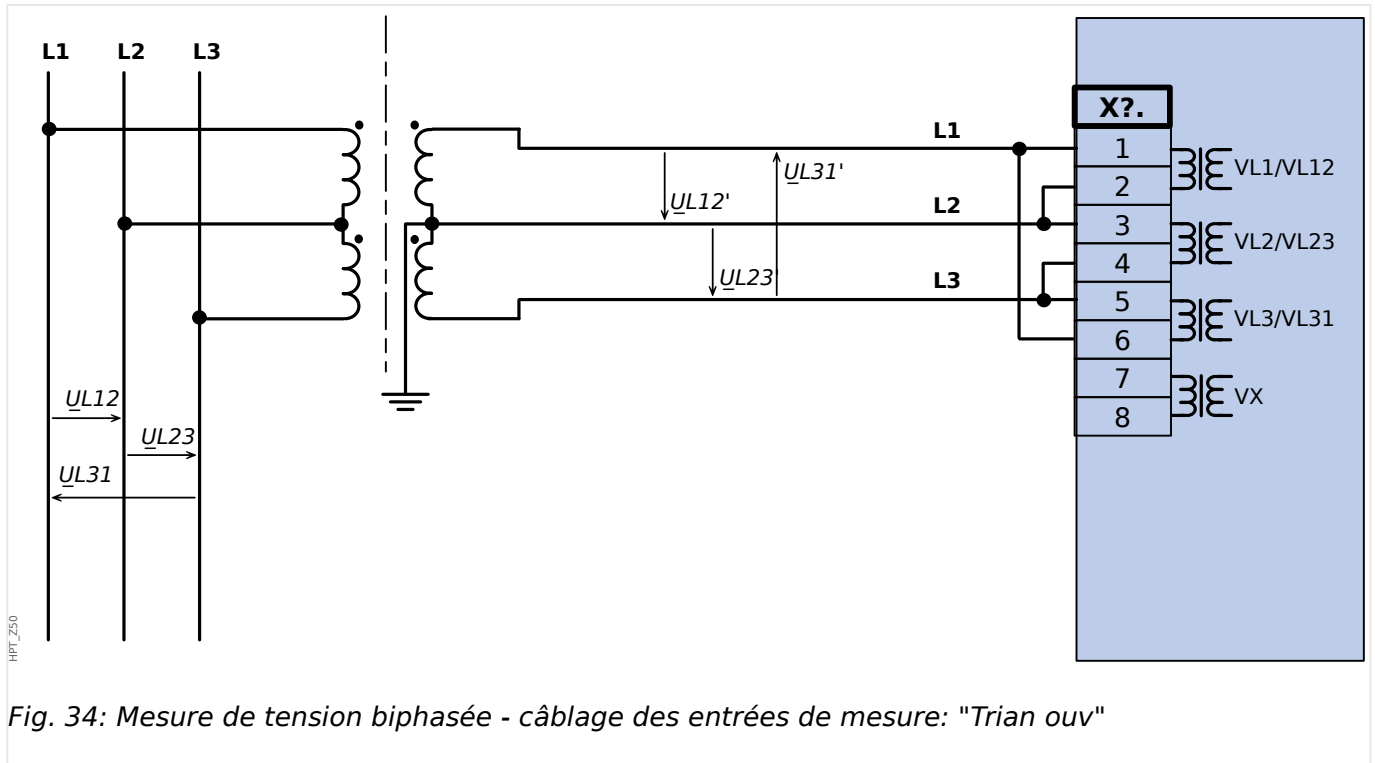 L1 L2 L3
L1
L2
L3
UL12'
UL31'
UL23'
UL12
UL23
UL31
X?.
1
2
3
4
5
6
7
8
VL1/VL12
VL2/VL23
VL3/VL31
VX
HPT_Z50
Fig. 34: Mesure de tension biphasée - câblage des entrées de mesure: "Trian ouv"